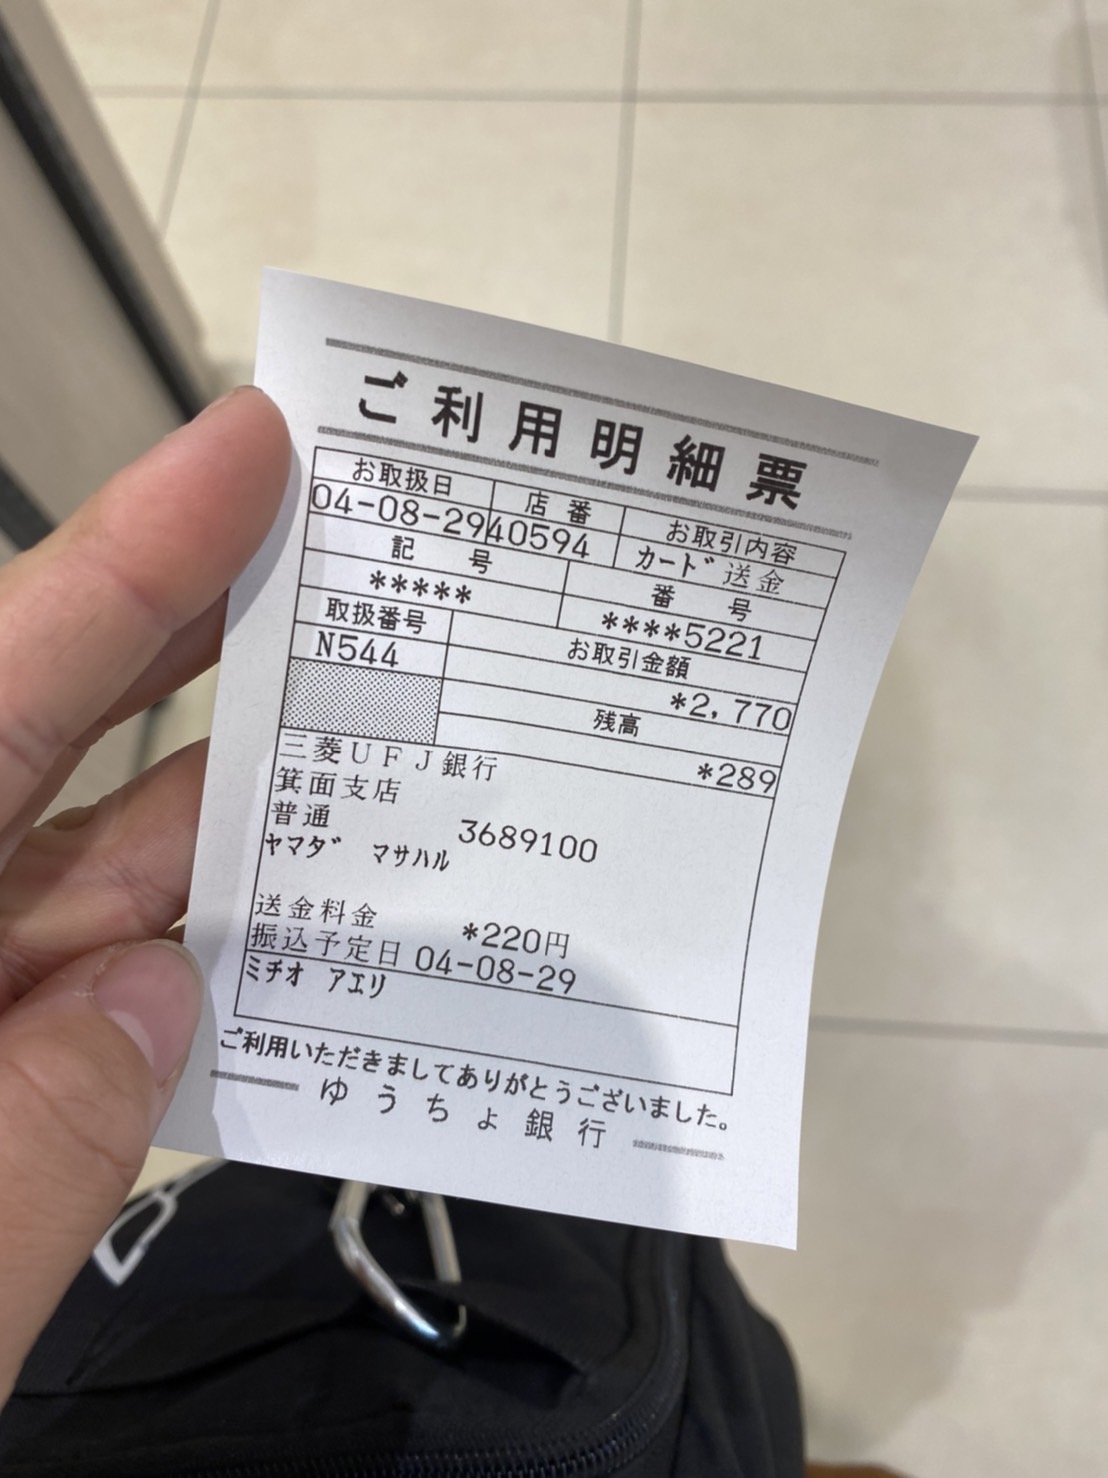 ご利用明細票
お取扱日 店番 お取引内容
04-08-29 40594 カード送金
記号 番号
***** ****5221
取扱番号 お取引金額
N544 *2,770
残高
*289
三菱UFJ銀行
箕面支店
普通 3689100
ヤマダ マサハル
送金料金 *220円
振込予定日 04-08-29
ミチオ アエリ
ご利用いただきましてありがとうございました。
ゆうちょ銀行